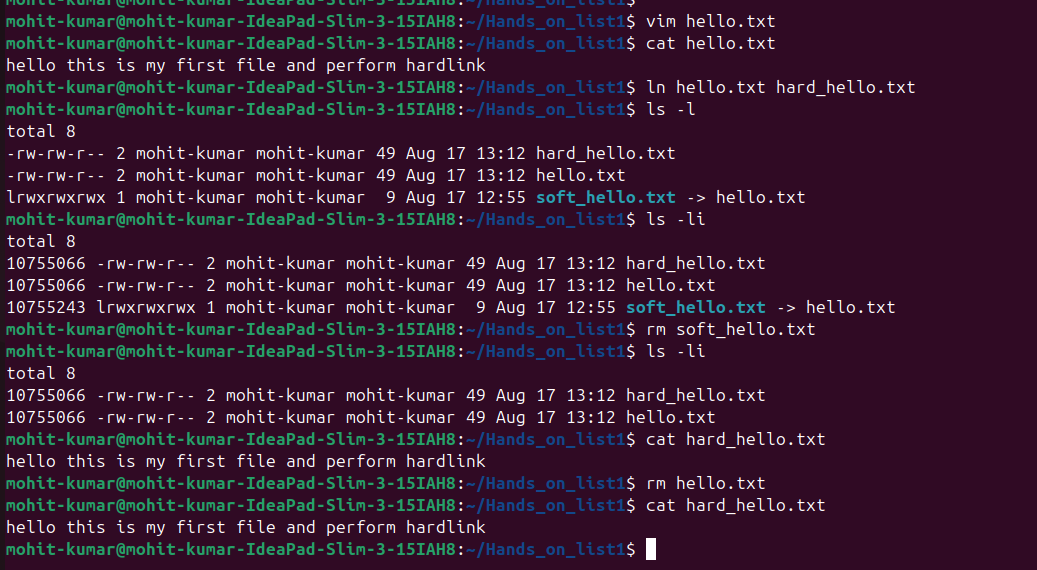 mohit-kumar@mohit-kumar-IdeaPad-Slim-3-15IAH8:~/Hands_on_list1$
mohit-kumar@mohit-kumar-IdeaPad-Slim-3-15IAH8:~/Hands_on_list1$ vim hello.txt
mohit-kumar@mohit-kumar-IdeaPad-Slim-3-15IAH8:~/Hands_on_list1$ cat hello.txt
hello this is my first file and perform hardlink
mohit-kumar@mohit-kumar-IdeaPad-Slim-3-15IAH8:~/Hands_on_list1$ ln hello.txt hard_hello.txt
mohit-kumar@mohit-kumar-IdeaPad-Slim-3-15IAH8:~/Hands_on_list1$ ls -l
total 8
-rw-rw-r-- 2 mohit-kumar mohit-kumar 49 Aug 17 13:12 hard_hello.txt
-rw-rw-r-- 2 mohit-kumar mohit-kumar 49 Aug 17 13:12 hello.txt
lrwxrwxrwx 1 mohit-kumar mohit-kumar  9 Aug 17 12:55 soft_hello.txt -> hello.txt
mohit-kumar@mohit-kumar-IdeaPad-Slim-3-15IAH8:~/Hands_on_list1$ ls -li
total 8
10755066 -rw-rw-r-- 2 mohit-kumar mohit-kumar 49 Aug 17 13:12 hard_hello.txt
10755066 -rw-rw-r-- 2 mohit-kumar mohit-kumar 49 Aug 17 13:12 hello.txt
10755243 lrwxrwxrwx 1 mohit-kumar mohit-kumar  9 Aug 17 12:55 soft_hello.txt -> hello.txt
mohit-kumar@mohit-kumar-IdeaPad-Slim-3-15IAH8:~/Hands_on_list1$ rm soft_hello.txt
mohit-kumar@mohit-kumar-IdeaPad-Slim-3-15IAH8:~/Hands_on_list1$ ls -li
total 8
10755066 -rw-rw-r-- 2 mohit-kumar mohit-kumar 49 Aug 17 13:12 hard_hello.txt
10755066 -rw-rw-r-- 2 mohit-kumar mohit-kumar 49 Aug 17 13:12 hello.txt
mohit-kumar@mohit-kumar-IdeaPad-Slim-3-15IAH8:~/Hands_on_list1$ cat hard_hello.txt
hello this is my first file and perform hardlink
mohit-kumar@mohit-kumar-IdeaPad-Slim-3-15IAH8:~/Hands_on_list1$ rm hello.txt
mohit-kumar@mohit-kumar-IdeaPad-Slim-3-15IAH8:~/Hands_on_list1$ cat hard_hello.txt
hello this is my first file and perform hardlink
mohit-kumar@mohit-kumar-IdeaPad-Slim-3-15IAH8:~/Hands_on_list1$